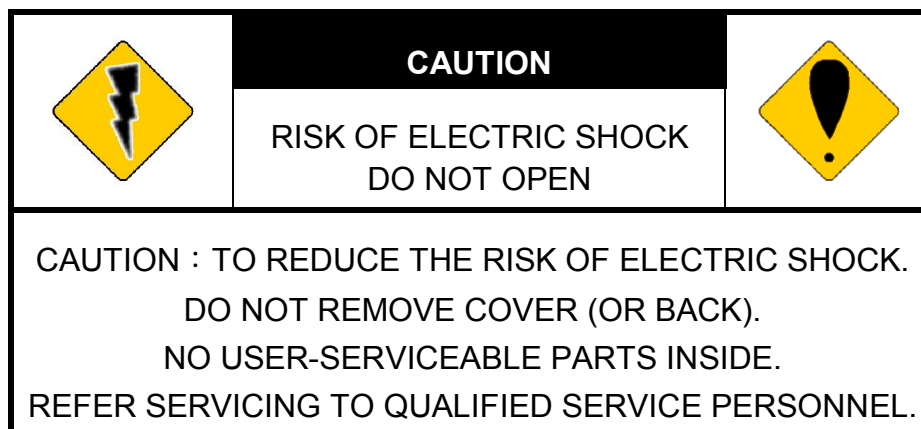 CAUTION
RISK OF ELECTRIC SHOCK
DO NOT OPEN
CAUTION：TO REDUCE THE RISK OF ELECTRIC SHOCK.
DO NOT REMOVE COVER (OR BACK).
NO USER-SERVICEABLE PARTS INSIDE.
REFER SERVICING TO QUALIFIED SERVICE PERSONNEL.